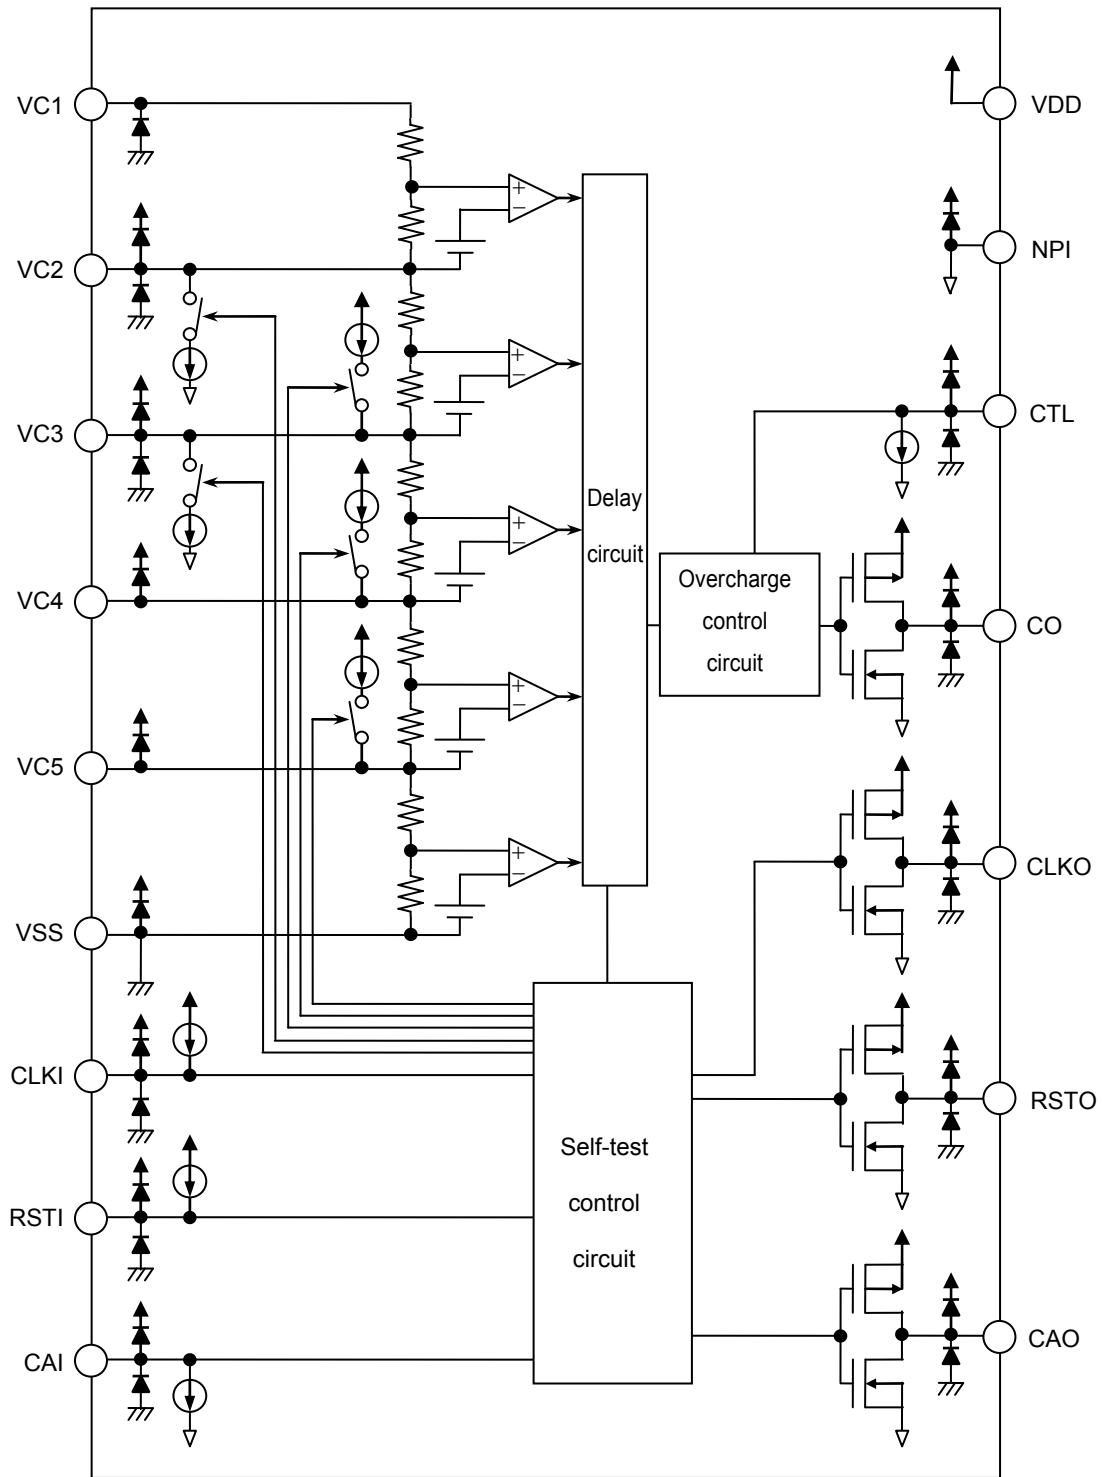 VC1
VDD
VC2
NPI
VC3
CTL
Delay
circuit
VC4
Overcharge
control
circuit
CO
VC5
CLKO
VSS
CLKI
RSTO
Self-test
control
circuit
RSTI
CAI
CAO
+
−
+
−
+
−
+
−
+
−